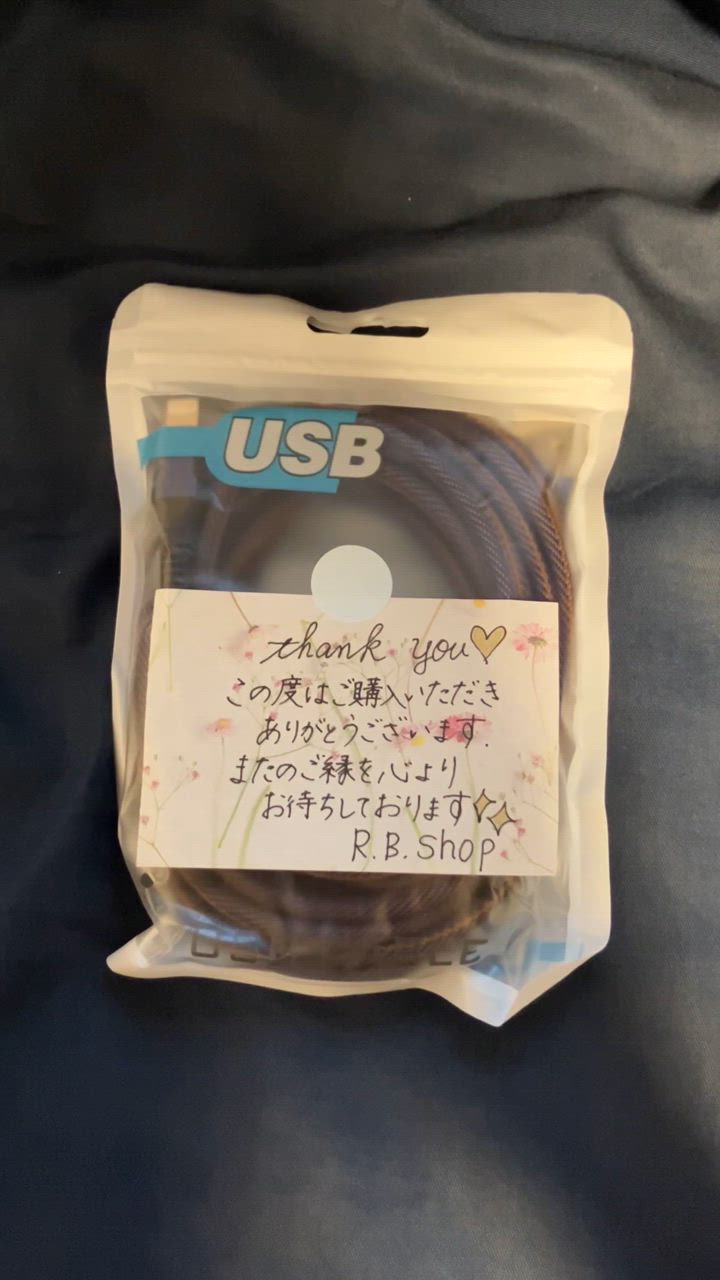 USB
thank you
この度はご購入いただき
ありがとうございます.
またのご縁を心より
お待ちしております
R.B.Shop